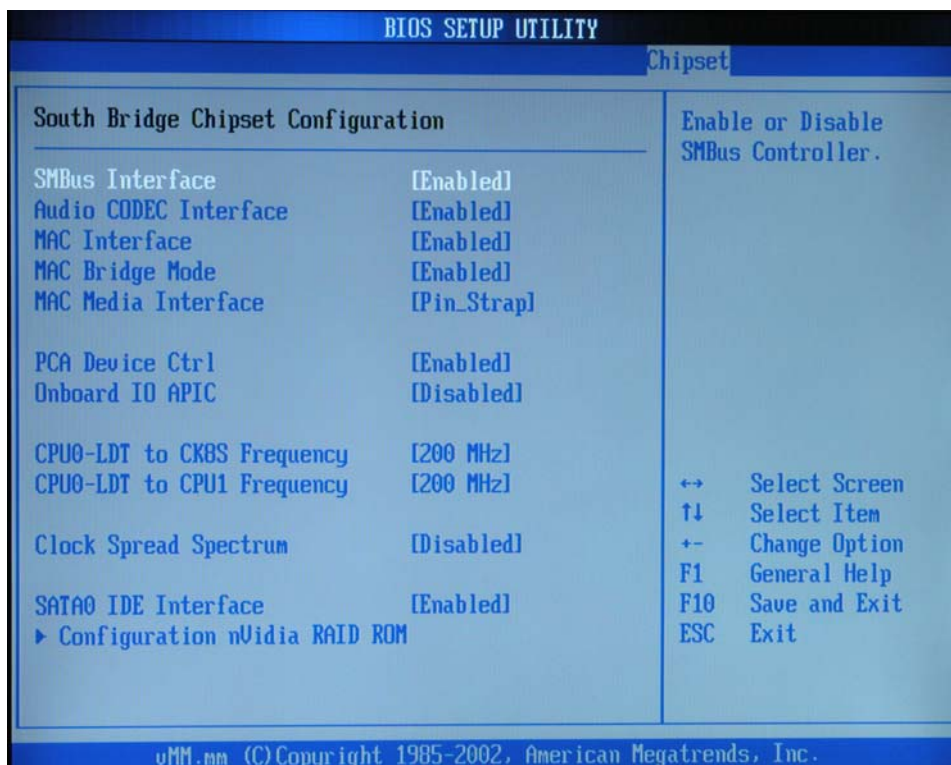 BIOS SETUP UTILITY
Chipset
South Bridge Chipset Configuration
SMBus Interface [Enabled]
Audio CODEC Interface [Enabled]
MAC Interface [Enabled]
MAC Bridge Mode [Enabled]
MAC Media Interface [Pin_Strap]
PCA Device Ctrl [Enabled]
Onboard IO APIC [Disabled]
CPU0-LDT to CK8S Frequency [200 MHz]
CPU0-LDT to CPU1 Frequency [200 MHz]
Clock Spread Spectrum [Disabled]
SATA0 IDE Interface [Enabled]
▶ Configuration nVidia RAID ROM
Enable or Disable
SMBus Controller.
↔ Select Screen
↑↓ Select Item
+- Change Option
F1 General Help
F10 Save and Exit
ESC Exit
vMM.mm (C)Copyright 1985-2002, American Megatrends, Inc.